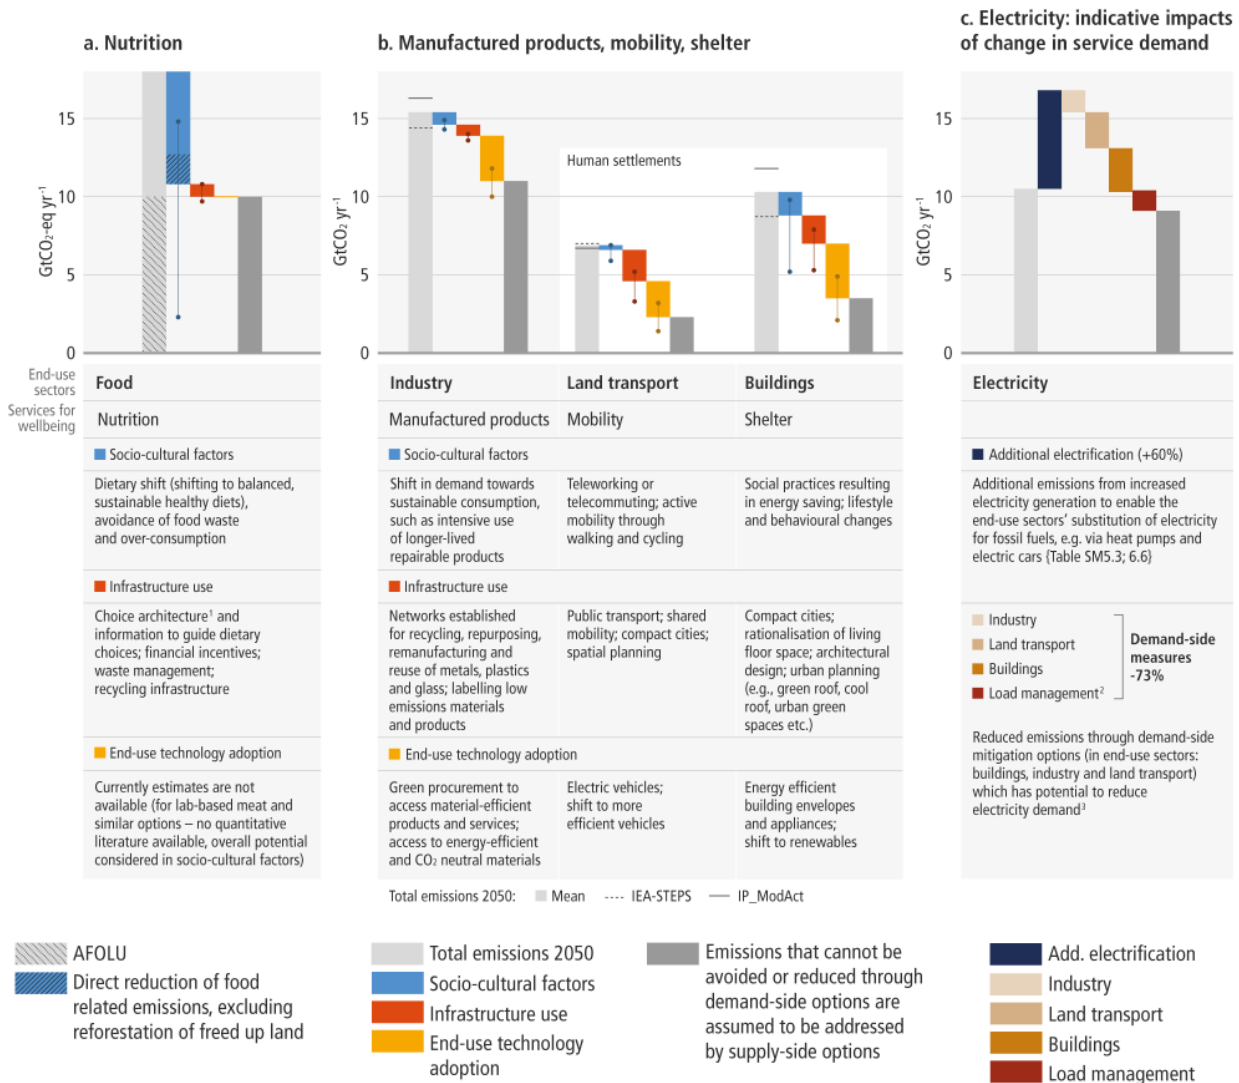 a. Nutrition
b. Manufactured products, mobility, shelter
c. Electricity: indicative impacts
of change in service demand
GtCO2-eq yr-1
15
10
5
0
GtCO2 yr-1
15
10
5
0
Human settlements
GtCO2 yr-1
15
10
5
0
End-use
sectors
Food
Industry
Land transport
Buildings
Electricity
Services for
wellbeing
Nutrition
Manufactured products
Mobility
Shelter
Socio-cultural factors
Dietary shift (shifting to balanced,
sustainable healthy diets),
avoidance of food waste
and over-consumption
Infrastructure use
Choice architecture¹ and
information to guide dietary
choices; financial incentives;
waste management;
recycling infrastructure
End-use technology adoption
Currently estimates are not
available (for lab-based meat and
similar options – no quantitative
literature available, overall potential
considered in socio-cultural factors)
Socio-cultural factors
Shift in demand towards
sustainable consumption,
such as intensive use
of longer-lived
repairable products
Teleworking or
telecommuting; active
mobility through
walking and cycling
Social practices resulting
in energy saving; lifestyle
and behavioural changes
Infrastructure use
Networks established
for recycling, repurposing,
remanufacturing and
reuse of metals, plastics
and glass; labelling low
emissions materials
and products
Public transport; shared
mobility; compact cities;
spatial planning
Compact cities;
rationalisation of living
floor space; architectural
design; urban planning
(e.g., green roof, cool
roof, urban green
spaces etc.)
End-use technology adoption
Green procurement to
access material-efficient
products and services;
access to energy-efficient
and CO2 neutral materials
Electric vehicles;
shift to more
efficient vehicles
Energy efficient
building envelopes
and appliances;
shift to renewables
Additional electrification (+60%)
Additional emissions from increased
electricity generation to enable the
end-use sectors' substitution of electricity
for fossil fuels, e.g. via heat pumps and
electric cars {Table SM5.3; 6.6}
Industry
Land transport
Buildings
Load management²
Demand-side
measures
-73%
Reduced emissions through demand-side
mitigation options (in end-use sectors:
buildings, industry and land transport)
which has potential to reduce
electricity demand³
Total emissions 2050: Mean IEA-STEPS IP_ModAct
AFOLU
Direct reduction of food
related emissions, excluding
reforestation of freed up land
Total emissions 2050
Socio-cultural factors
Infrastructure use
End-use technology
adoption
Emissions that cannot be
avoided or reduced through
demand-side options are
assumed to be addressed
by supply-side options
Add. electrification
Industry
Land transport
Buildings
Load management